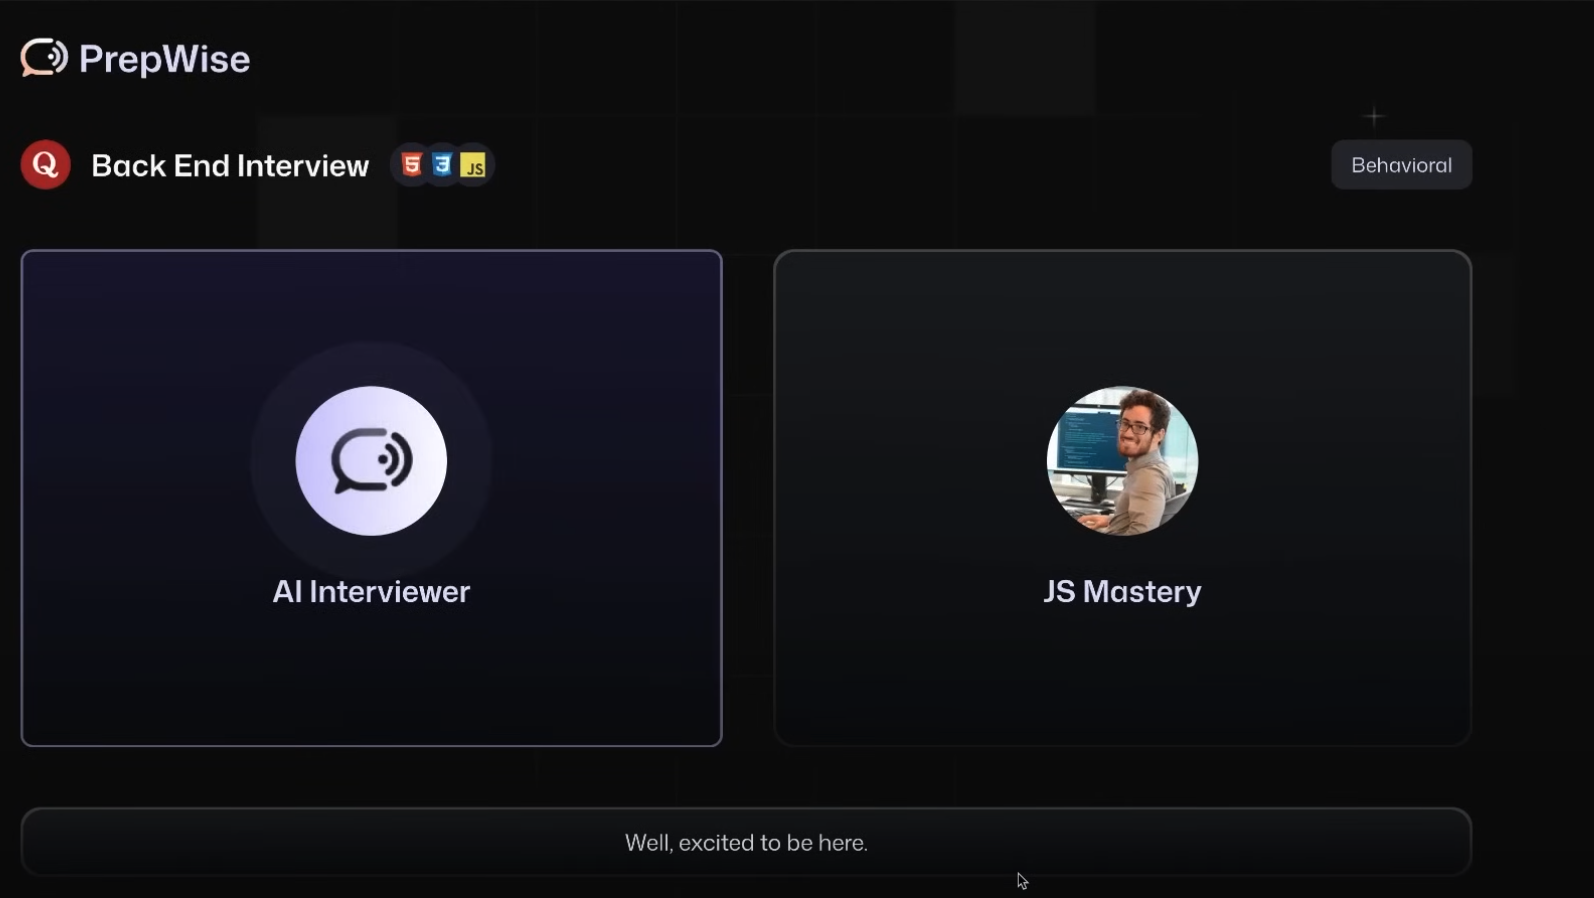 PrepWise
Q Back End Interview 5 3 JS
Behavioral
AI Interviewer
JS Mastery
Well, excited to be here.